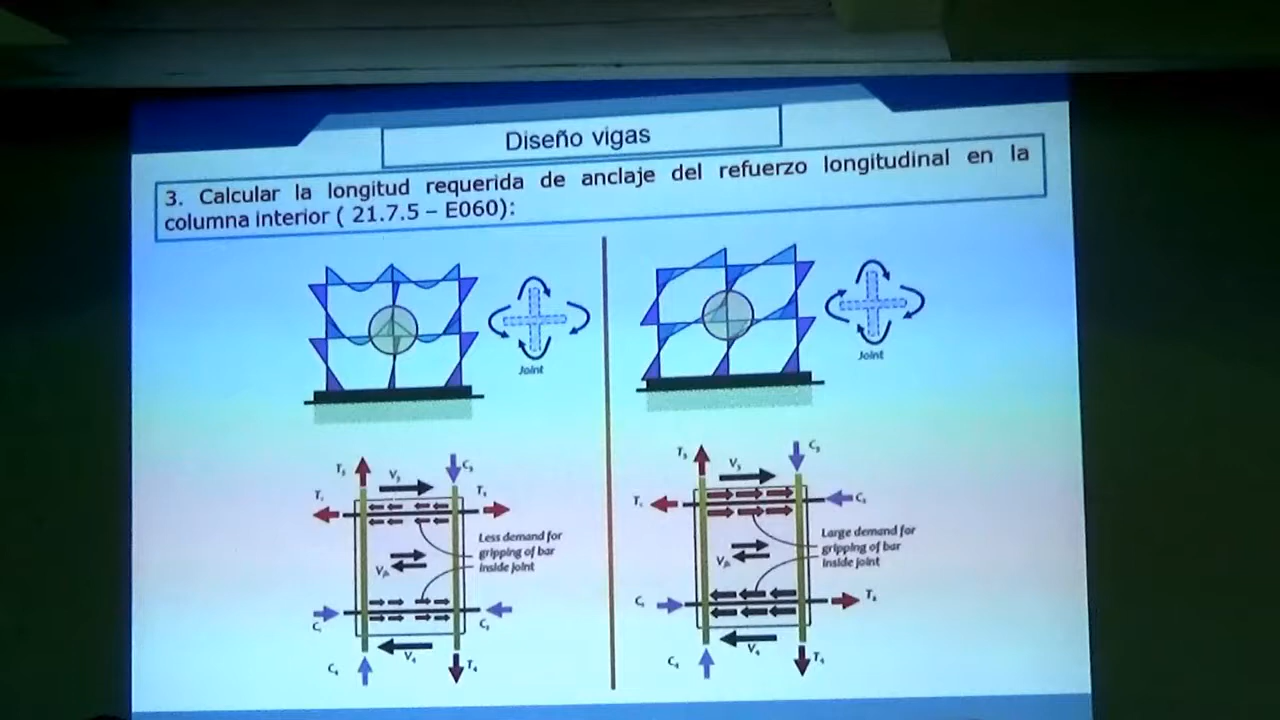 Diseño vigas
3. Calcular la longitud requerida de anclaje del refuerzo longitudinal en la
columna interior ( 21.7.5 – E060):
Joint
Joint
Less demand for
gripping of bar
inside joint
Large demand for
gripping of bar
inside joint